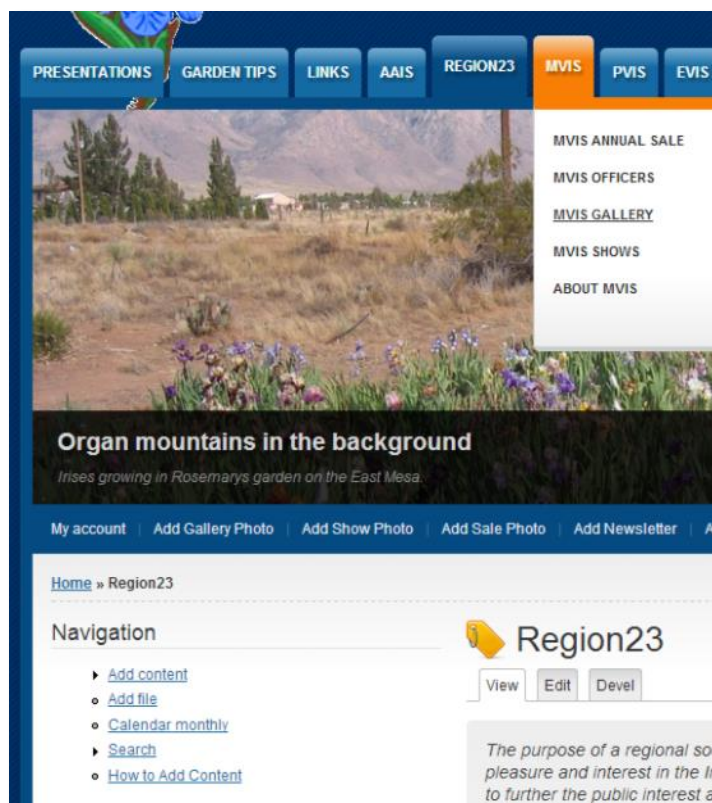 PRESENTATIONS GARDEN TIPS LINKS AAIS REGION23 MVIS PVIS EVIS
MVIS ANNUAL SALE
MVIS OFFICERS
MVIS GALLERY
MVIS SHOWS
ABOUT MVIS
Organ mountains in the background
Irises growing in Rosemarys garden on the East Mesa.
My account Add Gallery Photo Add Show Photo Add Sale Photo Add Newsletter
Home » Region23
Navigation
Add content
Add file
Calendar monthly
Search
How to Add Content
Region23
View Edit Devel
The purpose of a regional
pleasure and interest in the
to further the public interest